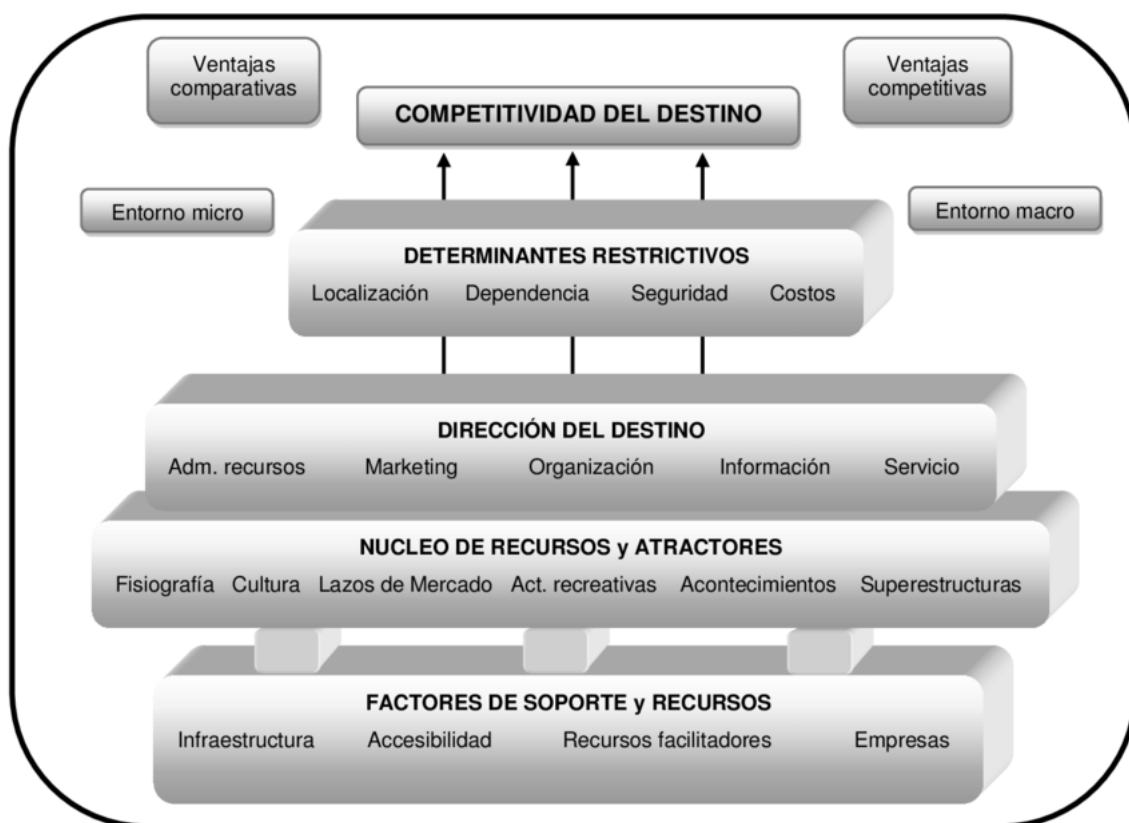 Ventajas
comparativas
Ventajas
competitivas
COMPETITIVIDAD DEL DESTINO
Entorno micro
Entorno macro
DETERMINANTES RESTRICTIVOS
Localización Dependencia Seguridad Costos
DIRECCIÓN DEL DESTINO
Adm. recursos Marketing Organización Información Servicio
NUCLEO DE RECURSOS y ATRACTORES
Fisiografía Cultura Lazos de Mercado Act. recreativas Acontecimientos Superestructuras
FACTORES DE SOPORTE y RECURSOS
Infraestructura Accesibilidad Recursos facilitadores Empresas